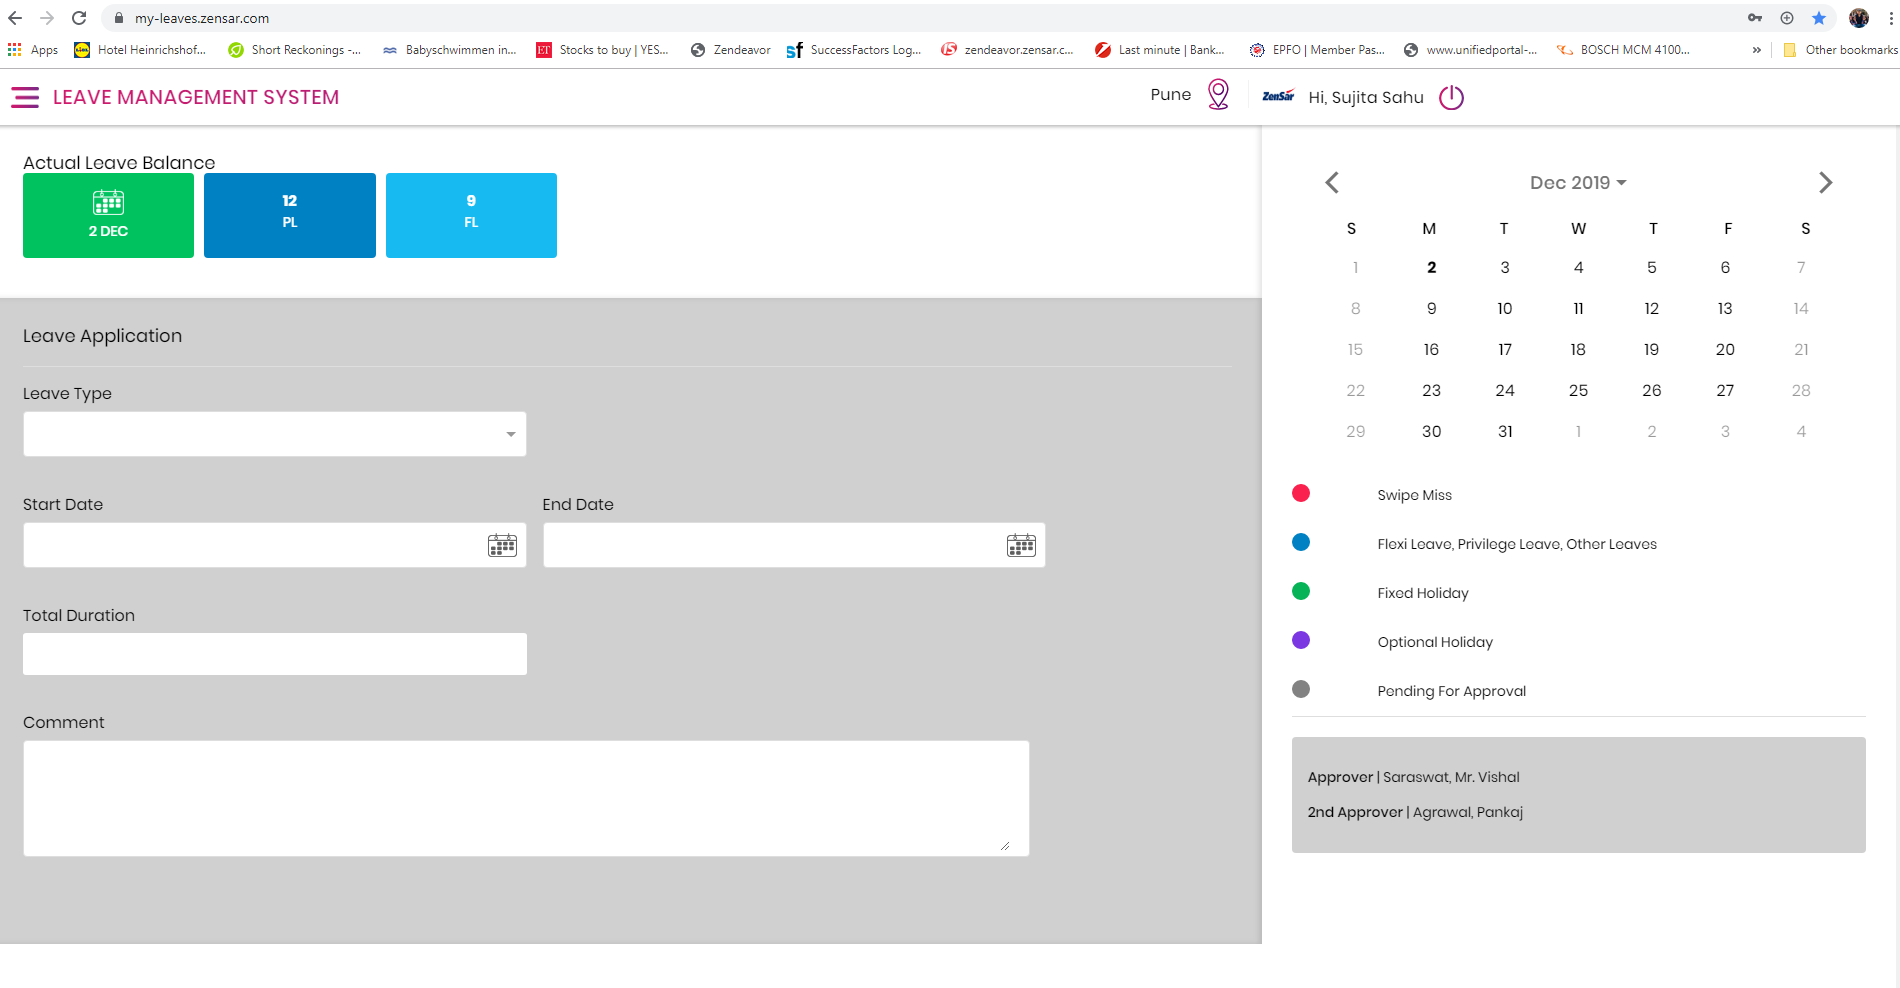 my-leaves.zensar.com
Apps Hotel Heinrichshof... Short Reckonings -... Babyschwimmen in... ET Stocks to buy | YES... Zendeavor sf SuccessFactors Log... zendeavor.zensar.c... Last minute | Bank... EPFO | Member Pas... www.unifiedportal-... BOSCH MCM 4100... » Other bookmarks
LEAVE MANAGEMENT SYSTEM
Pune
ZenSar Hi, Sujita Sahu
Actual Leave Balance
2 DEC
12
PL
9
FL
Leave Application
Leave Type
Start Date
End Date
Total Duration
Comment
Dec 2019
S M T W T F S
1 2 3 4 5 6 7
8 9 10 11 12 13 14
15 16 17 18 19 20 21
22 23 24 25 26 27 28
29 30 31 1 2 3 4
Swipe Miss
Flexi Leave, Privilege Leave, Other Leaves
Fixed Holiday
Optional Holiday
Pending For Approval
Approver | Saraswat, Mr. Vishal
2nd Approver | Agrawal, Pankaj